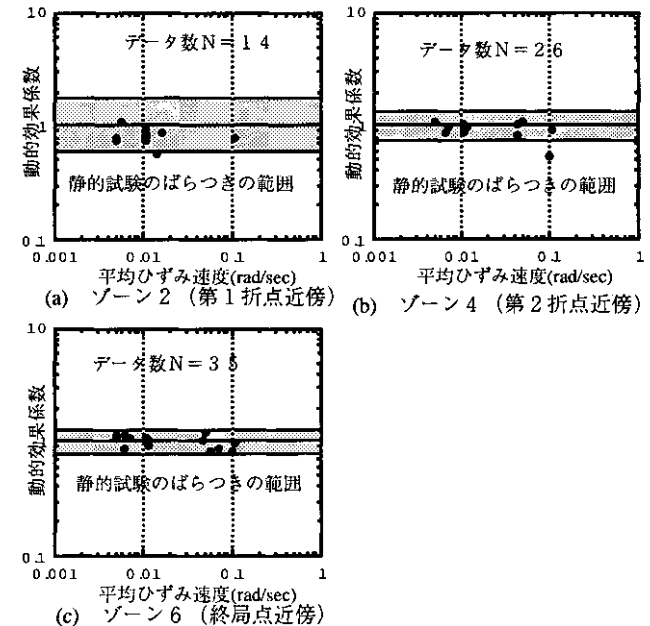 10
データ数N=14
動的効果係数
1
静的試験のばらつきの範囲
0.1
0.001 0.01 0.1 1
平均ひずみ速度(rad/sec)
(a) ゾーン2（第1折点近傍）
10
データ数N=26
動的効果係数
1
静的試験のばらつきの範囲
0.1
0.001 0.01 0.1 1
平均ひずみ速度(rad/sec)
(b) ゾーン4（第2折点近傍）
10
データ数N=35
動的効果係数
静的試験のばらつきの範囲
0.1
0.001 0.01 0.1 1
平均ひずみ速度(rad/sec)
(c) ゾーン6（終局点近傍）